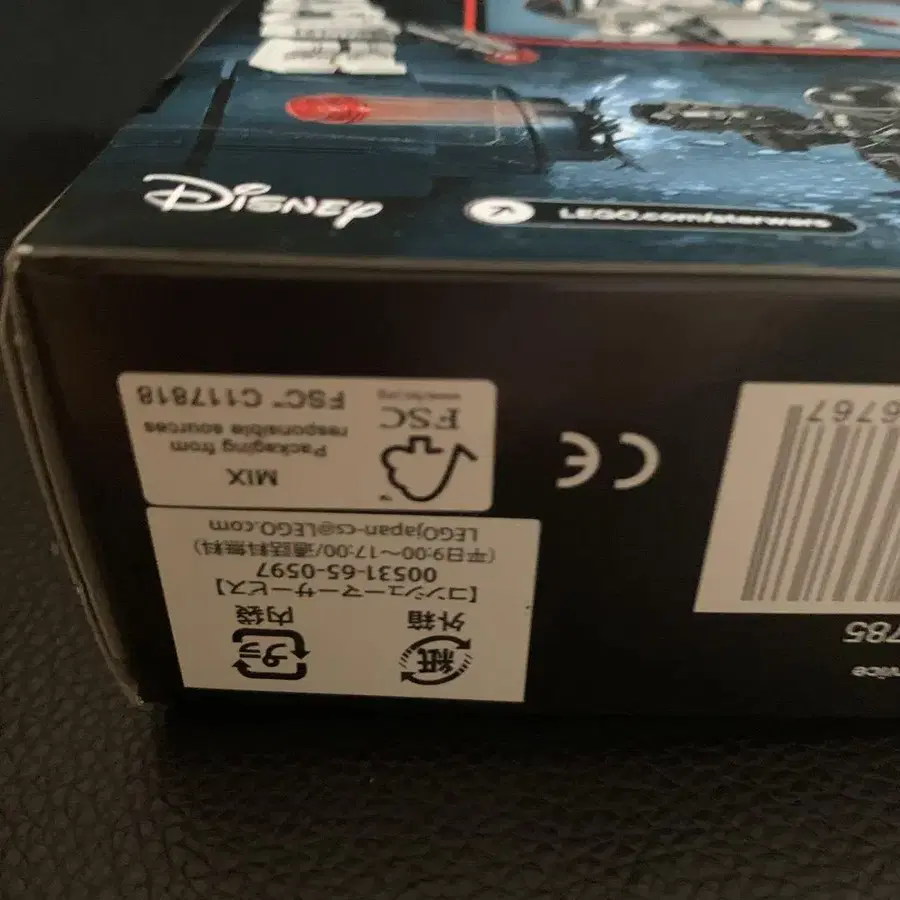 DISNEY
LEGO.com/starwars
紙
外箱
プラ
内袋
【コンシューマーサービス】
00531-65-0597
(平日9:00~17:00/通話料無料)
LEGOJapan-cs@LEGO.com
FSC
MIX
Packaging from
responsible sources
FSC™ C117818
CE
785
6767